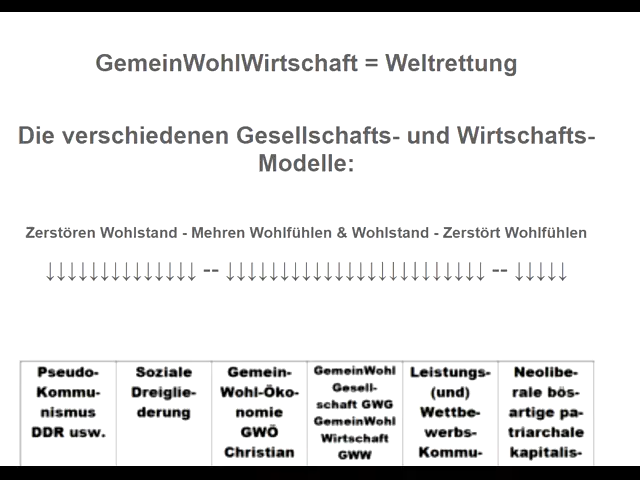 GemeinWohlWirtschaft = Weltrettung
Die verschiedenen Gesellschafts- und Wirtschafts-
Modelle:
Zerstören Wohlstand - Mehren Wohlfühlen & Wohlstand - Zerstört Wohlfühlen
↓↓↓↓↓↓↓↓↓↓↓↓↓↓ -- ↓↓↓↓↓↓↓↓↓↓↓↓↓↓↓↓↓↓↓↓↓↓↓↓ -- ↓↓↓↓↓
Pseudo-
Kommu-
nismus
DDR usw.
Soziale
Dreiglie-
derung
Gemein-
Wohl-Öko-
nomie
GWÖ
Christian
GemeinWohl
Gesell-
schaft GWG
GemeinWohl
Wirtschaft
GWW
Leistungs-
(und)
Wettbe-
werbs-
Kommu-
Neolibe-
rale bös-
artige pa-
triarchale
kapitalis-